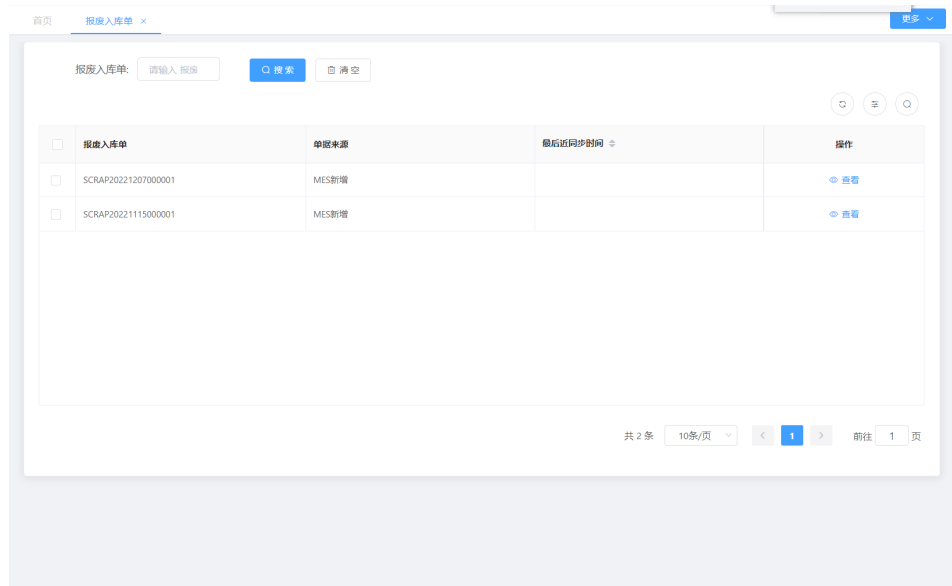 首页 报废入库单 × 更多
报废入库单: 请输入 报废 搜索 清空
报废入库单 单据来源 最后近同步时间 操作
SCRAP20221207000001 MES新增 查看
SCRAP20221115000001 MES新增 查看
共 2 条 10条/页 < 1 > 前往 1 页